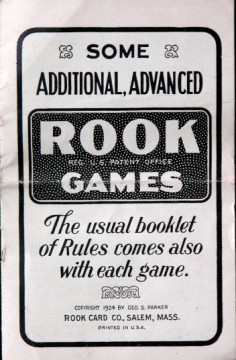 SOME
ADDITIONAL, ADVANCED
ROOK
REG. U.S. PATENT OFFICE
GAMES
The usual booklet
of Rules comes also
with each game.
COPYRIGHT 1924 BY GEO. S. PARKER
ROOK CARD CO., SALEM, MASS.
PRINTED IN U.S.A.